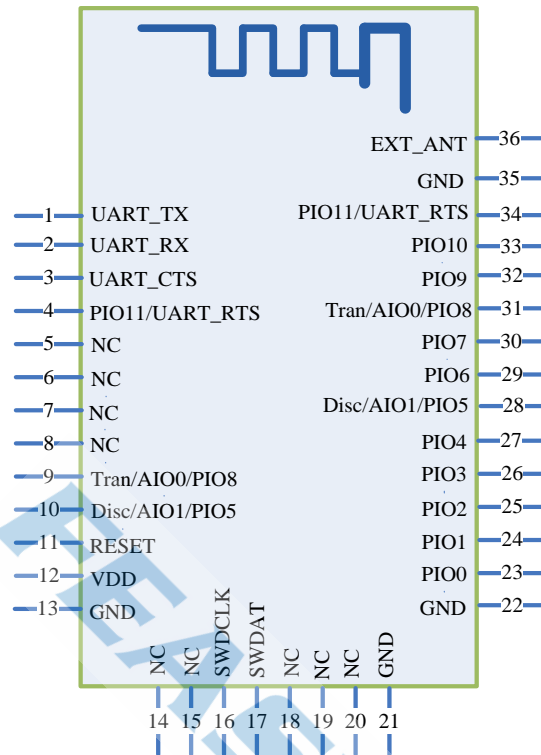 EXT_ANT 36
GND 35
1 UART_TX
PIO11/UART_RTS 34
2 UART_RX
PIO10 33
3 UART_CTS
PIO9 32
4 PIO11/UART_RTS
Tran/AIO0/PIO8 31
5 NC
PIO7 30
6 NC
PIO6 29
7 NC
Disc/AIO1/PIO5 28
8 NC
PIO4 27
9 Tran/AIO0/PIO8
PIO3 26
10 Disc/AIO1/PIO5
PIO2 25
11 RESET
PIO1 24
12 VDD
PIO0 23
13 GND
GND 22
NC
NC
SWDCLK
SWDAT
NC
NC
NC
GND
14 15 16 17 18 19 20 21
FEAS